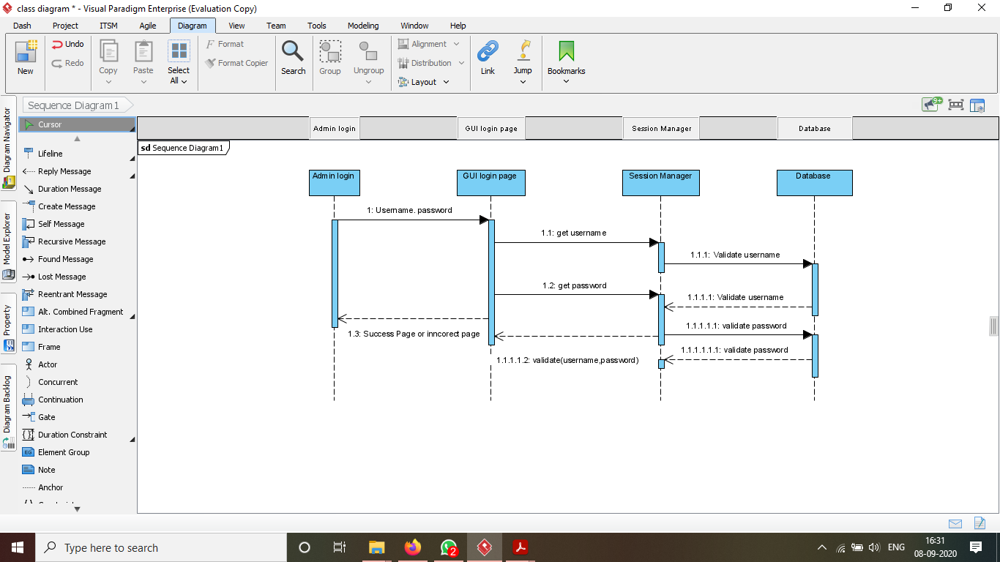 class diagram * - Visual Paradigm Enterprise (Evaluation Copy)
Dash Project ITSM Agile Diagram View Team Tools Modeling Window Help
New
Undo
Redo
Copy
Paste
Select
All
Format
Format Copier
Search
Group
Ungroup
Alignment
Distribution
Layout
Link
Jump
Bookmarks
Sequence Diagram1
9+
Diagram Navigator
Model Explorer
Property
Diagram Backlog
Cursor
Lifeline
Reply Message
Duration Message
Create Message
Self Message
Recursive Message
Found Message
Lost Message
Reentrant Message
Alt. Combined Fragment
Interaction Use
Frame
Actor
Concurrent
Continuation
Gate
Duration Constraint
EG
Element Group
Note
Anchor
Admin login GUI login page Session Manager Database
sd Sequence Diagram1
Admin login GUI login page Session Manager Database
1: Username. password
1.1: get username
1.1.1: Validate username
1.2: get password
1.1.1.1: Validate username
1.1.1.1.1: validate password
1.3: Success Page or inncorect page
1.1.1.1.1.1: validate password
1.1.1.1.2: validate(username,password)
Type here to search
2
ENG
16:31
08-09-2020